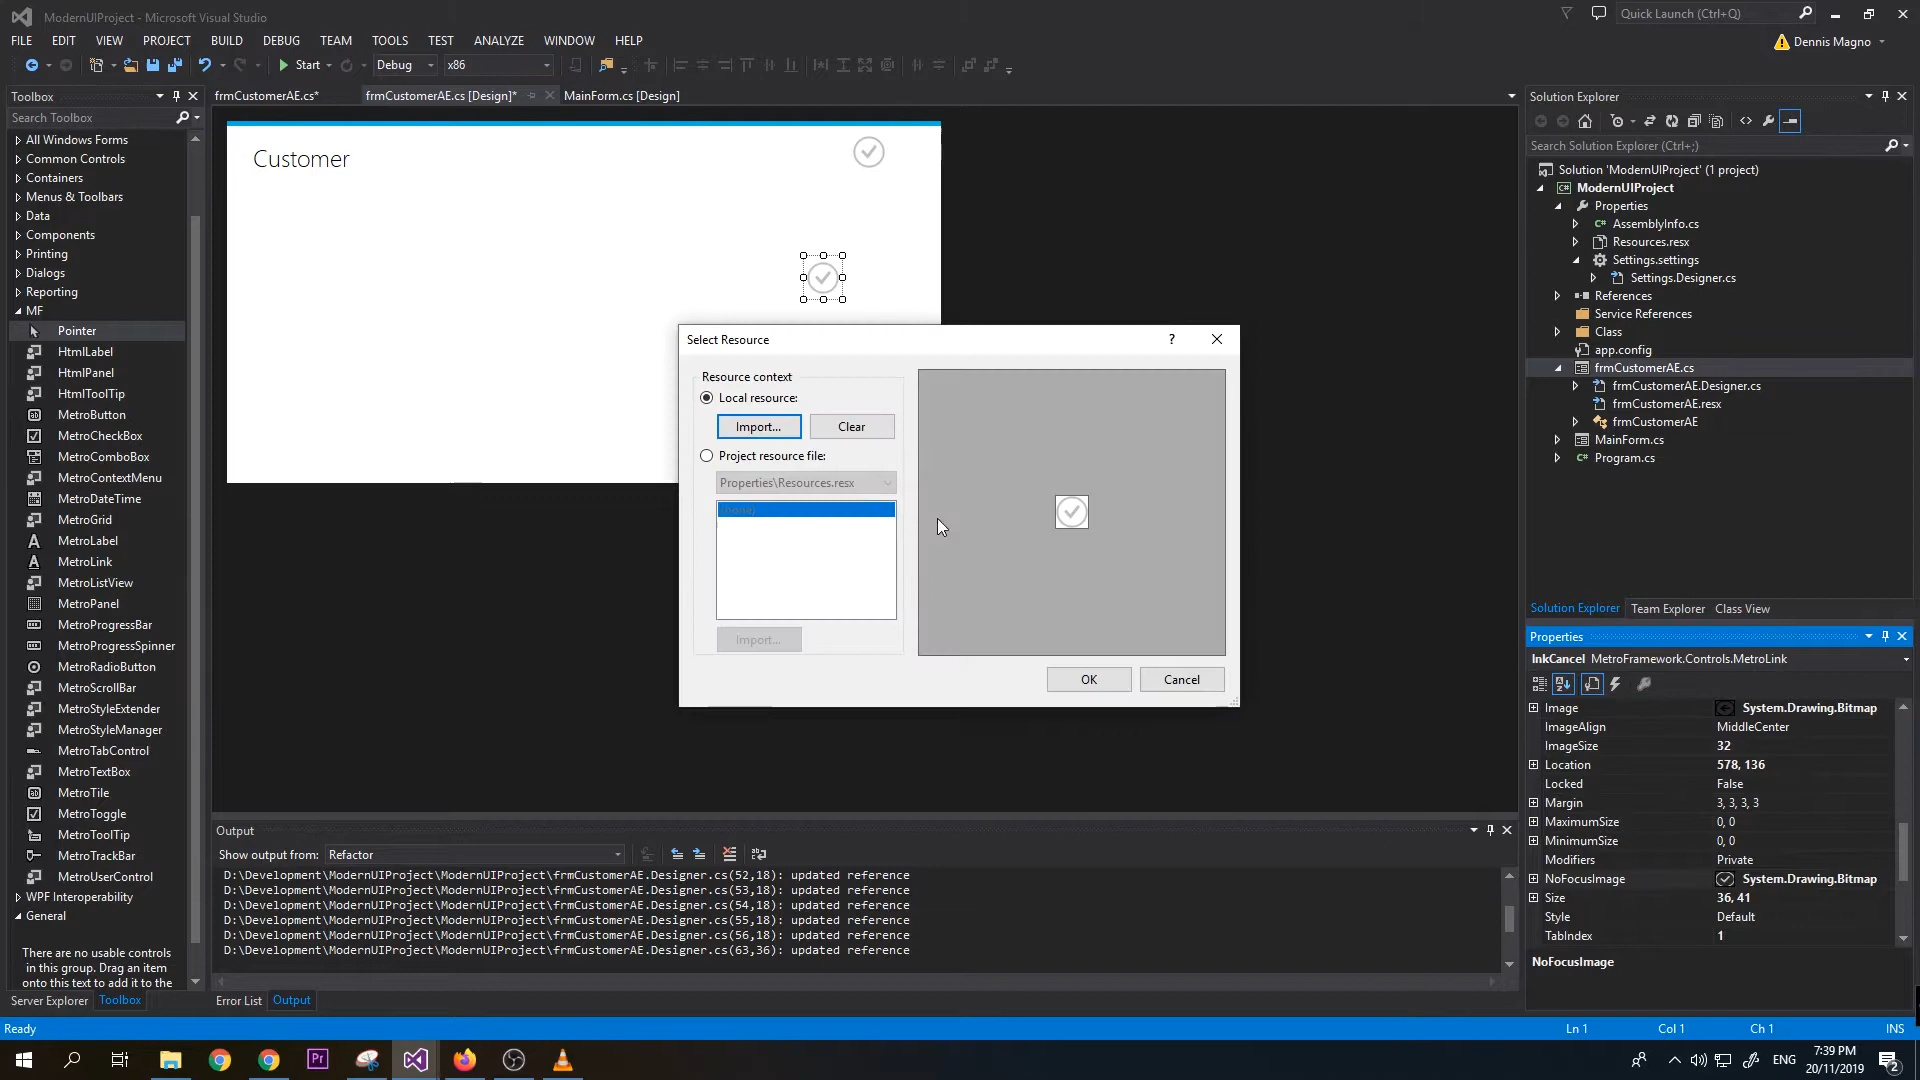 ModernUIProject - Microsoft Visual Studio
Quick Launch (Ctrl+Q)
FILE EDIT VIEW PROJECT BUILD DEBUG TEAM TOOLS TEST ANALYZE WINDOW HELP
Dennis Magno
Start Debug x86
Toolbox
frmCustomerAE.cs*
frmCustomerAE.cs [Design]*
MainForm.cs [Design]
Search Toolbox
All Windows Forms
Common Controls
Containers
Menus & Toolbars
Data
Components
Printing
Dialogs
Reporting
MF
Pointer
HtmlLabel
HtmlPanel
HtmlToolTip
MetroButton
MetroCheckBox
MetroComboBox
MetroContextMenu
MetroDateTime
MetroGrid
MetroLabel
MetroLink
MetroListView
MetroPanel
MetroProgressBar
MetroProgressSpinner
MetroRadioButton
MetroScrollBar
MetroStyleExtender
MetroStyleManager
MetroTabControl
MetroTextBox
MetroTile
MetroToggle
MetroToolTip
MetroTrackBar
MetroUserControl
WPF Interoperability
General
There are no usable controls
in this group. Drag an item
onto this text to add it to the
Server Explorer Toolbox
Customer
Select Resource
?
Resource context
Local resource:
Import... Clear
Project resource file:
Properties\Resources.resx
(none)
Import...
OK Cancel
Output
Show output from: Refactor
D:\Development\ModernUIProject\ModernUIProject\frmCustomerAE.Designer.cs(52,18): updated reference
D:\Development\ModernUIProject\ModernUIProject\frmCustomerAE.Designer.cs(53,18): updated reference
D:\Development\ModernUIProject\ModernUIProject\frmCustomerAE.Designer.cs(54,18): updated reference
D:\Development\ModernUIProject\ModernUIProject\frmCustomerAE.Designer.cs(55,18): updated reference
D:\Development\ModernUIProject\ModernUIProject\frmCustomerAE.Designer.cs(56,18): updated reference
D:\Development\ModernUIProject\ModernUIProject\frmCustomerAE.Designer.cs(63,36): updated reference
Error List Output
Solution Explorer
Search Solution Explorer (Ctrl+;)
Solution 'ModernUIProject' (1 project)
C# ModernUIProject
Properties
C# AssemblyInfo.cs
Resources.resx
Settings.settings
Settings.Designer.cs
References
Service References
Class
app.config
frmCustomerAE.cs
frmCustomerAE.Designer.cs
frmCustomerAE.resx
frmCustomerAE
MainForm.cs
C# Program.cs
Solution Explorer Team Explorer Class View
Properties
lnkCancel MetroFramework.Controls.MetroLink
Image System.Drawing.Bitmap
ImageAlign MiddleCenter
ImageSize 32
Location 578, 136
Locked False
Margin 3, 3, 3, 3
MaximumSize 0, 0
MinimumSize 0, 0
Modifiers Private
NoFocusImage System.Drawing.Bitmap
Size 36, 41
Style Default
TabIndex 1
NoFocusImage
Ready
Ln 1 Col 1 Ch 1 INS
Pr
ENG
7:39 PM
20/11/2019
2